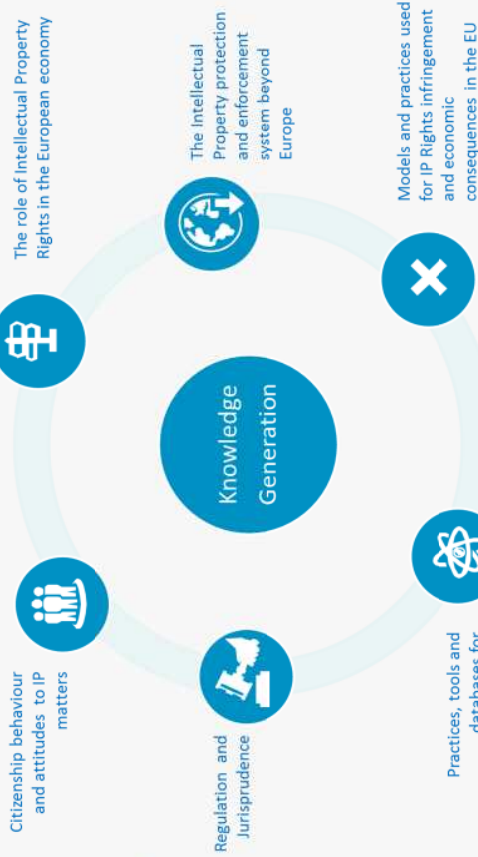 Citizenship behaviour
and attitudes to IP
matters
The role of Intellectual Property
Rights in the European economy
Regulation and
Jurisprudence
Knowledge
Generation
The Intellectual
Property protection
and enforcement
system beyond
Europe
Practices, tools and
databases for
Models and practices used
for IP Rights infringement
and economic
consequences in the EU